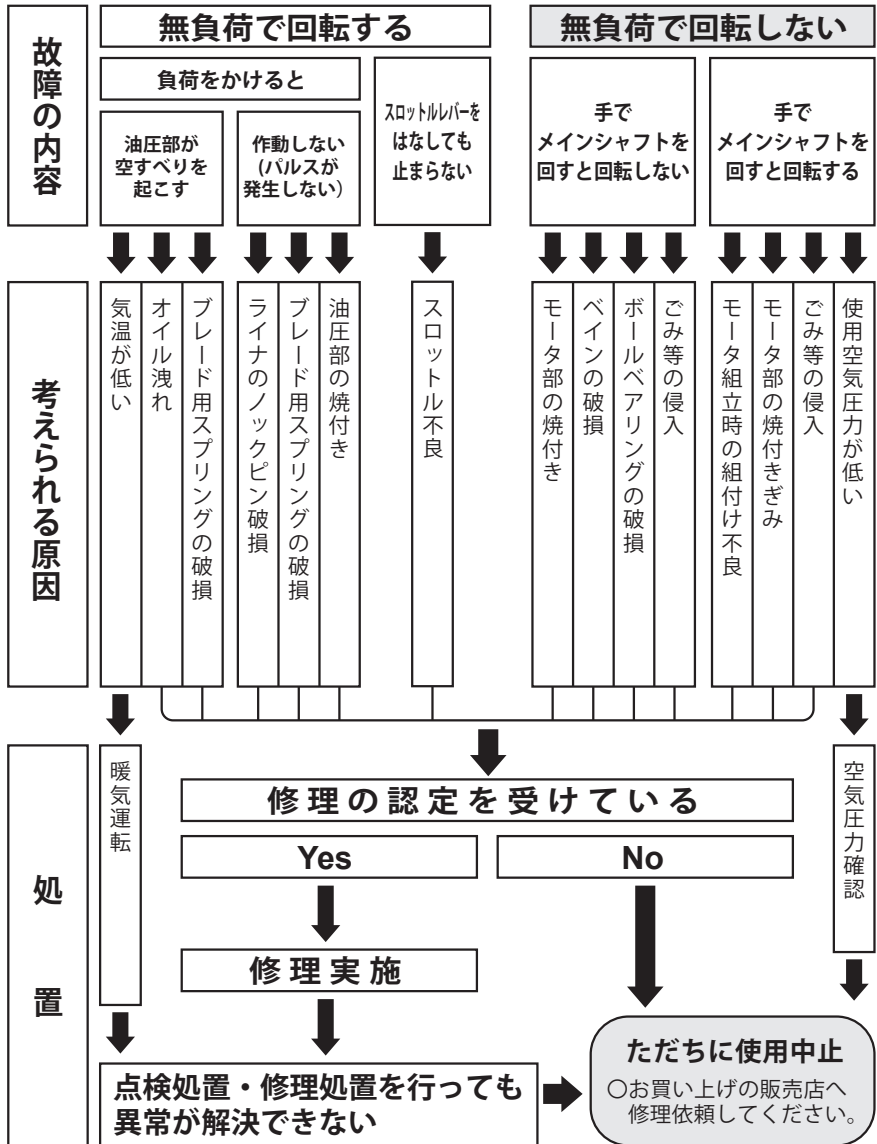 故障の内容
無負荷で回転する
無負荷で回転しない
負荷をかけると
油圧部が
空すべりを
起こす
作動しない
(パルスが
発生しない)
スロットルレバーを
はなしても
止まらない
手で
メインシャフトを
回すと回転しない
手で
メインシャフトを
回すと回転する
考えられる原因
気温が低い
オイル洩れ
ブレード用スプリングの破損
ライナのノックピン破損
ブレード用スプリングの破損
油圧部の焼付き
スロットル不良
モータ部の焼付き
ベインの破損
ボールベアリングの破損
ごみ等の侵入
モータ組立時の組付け不良
モータ部の焼付きぎみ
ごみ等の侵入
使用空気圧力が低い
処置
暖気運転
修理の認定を受けている
Yes
No
修理実施
空気圧力確認
点検処置・修理処置を行っても
異常が解決できない
ただちに使用中止
○お買い上げの販売店へ
修理依頼してください。